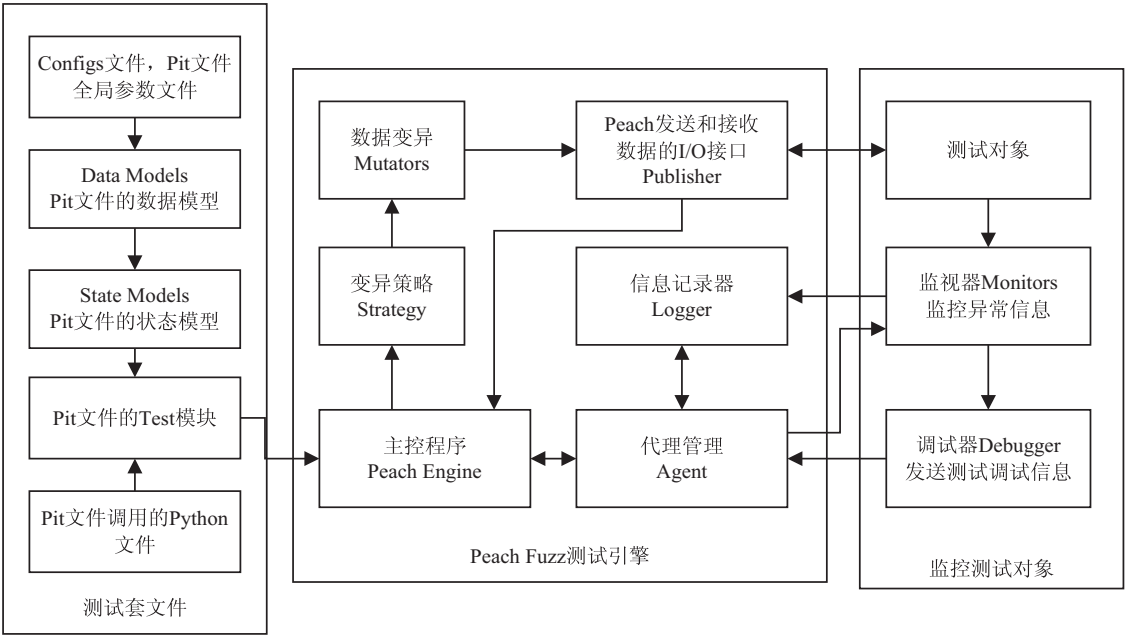 Configs文件，Pit文件
全局参数文件
Data Models
Pit文件的数据模型
State Models
Pit文件的状态模型
Pit文件的Test模块
Pit文件调用的Python
文件
测试套文件
数据变异
Mutators
Peach发送和接收
数据的I/O接口
Publisher
变异策略
Strategy
信息记录器
Logger
主控程序
Peach Engine
代理管理
Agent
Peach Fuzz测试引擎
测试对象
监视器Monitors
监控异常信息
调试器Debugger
发送测试调试信息
监控测试对象